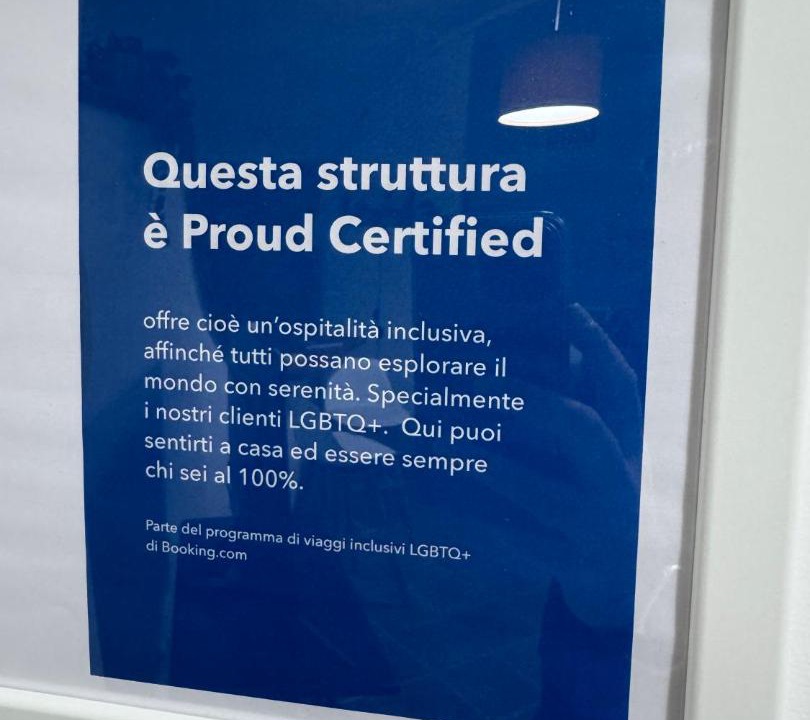 Questa struttura
è Proud Certified
offre cioè un'ospitalità inclusiva,
affinché tutti possano esplorare il
mondo con serenità. Specialmente
i nostri clienti LGBTQ+. Qui puoi
sentirti a casa ed essere sempre
chi sei al 100%.
Parte del programma di viaggi inclusivi LGBTQ+
di Booking.com